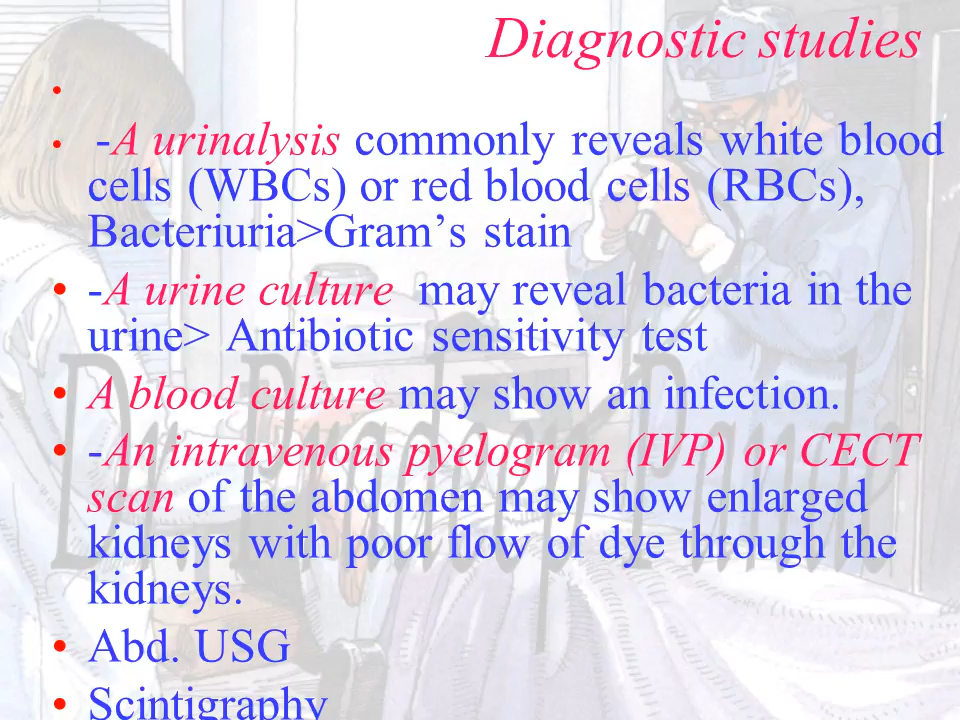 Diagnostic studies
•
• -A urinalysis commonly reveals white blood
cells (WBCs) or red blood cells (RBCs),
Bacteriuria>Gram’s stain
• -A urine culture may reveal bacteria in the
urine> Antibiotic sensitivity test
• A blood culture may show an infection.
• -An intravenous pyelogram (IVP) or CECT
scan of the abdomen may show enlarged
kidneys with poor flow of dye through the
kidneys.
• Abd. USG
• Scintigraphy
Dr. Pradeep Pande